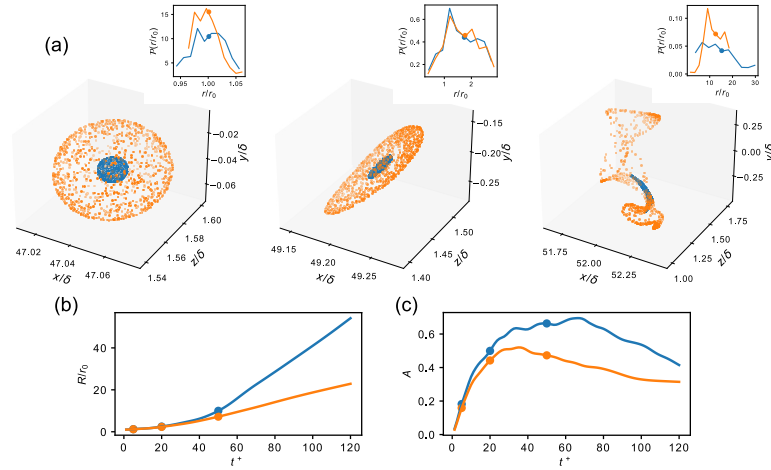 (a)
P(r/r₀)
15
10
5
0.95 1.00 1.05
r/r₀
P(r/r₀)
0.6
0.4
0.2
1 2
r/r₀
P(r/r₀)
0.10
0.05
0.00
10 20 30
r/r₀
−0.02
−0.04
−0.06
y/δ
1.60
1.58
1.56
1.54
z/δ
47.02
47.04
47.06
x/δ
−0.15
−0.20
−0.25
y/δ
1.50
1.45
1.40
z/δ
49.15
49.20
49.25
x/δ
0.25
0.00
−0.25
y/δ
1.75
1.50
1.25
1.00
z/δ
51.75
52.00
52.25
x/δ
(b)
R/r₀
40
20
0
0 20 40 60 80 100 120
t⁺
(c)
A
0.6
0.4
0.2
0.0
0 20 40 60 80 100 120
t⁺